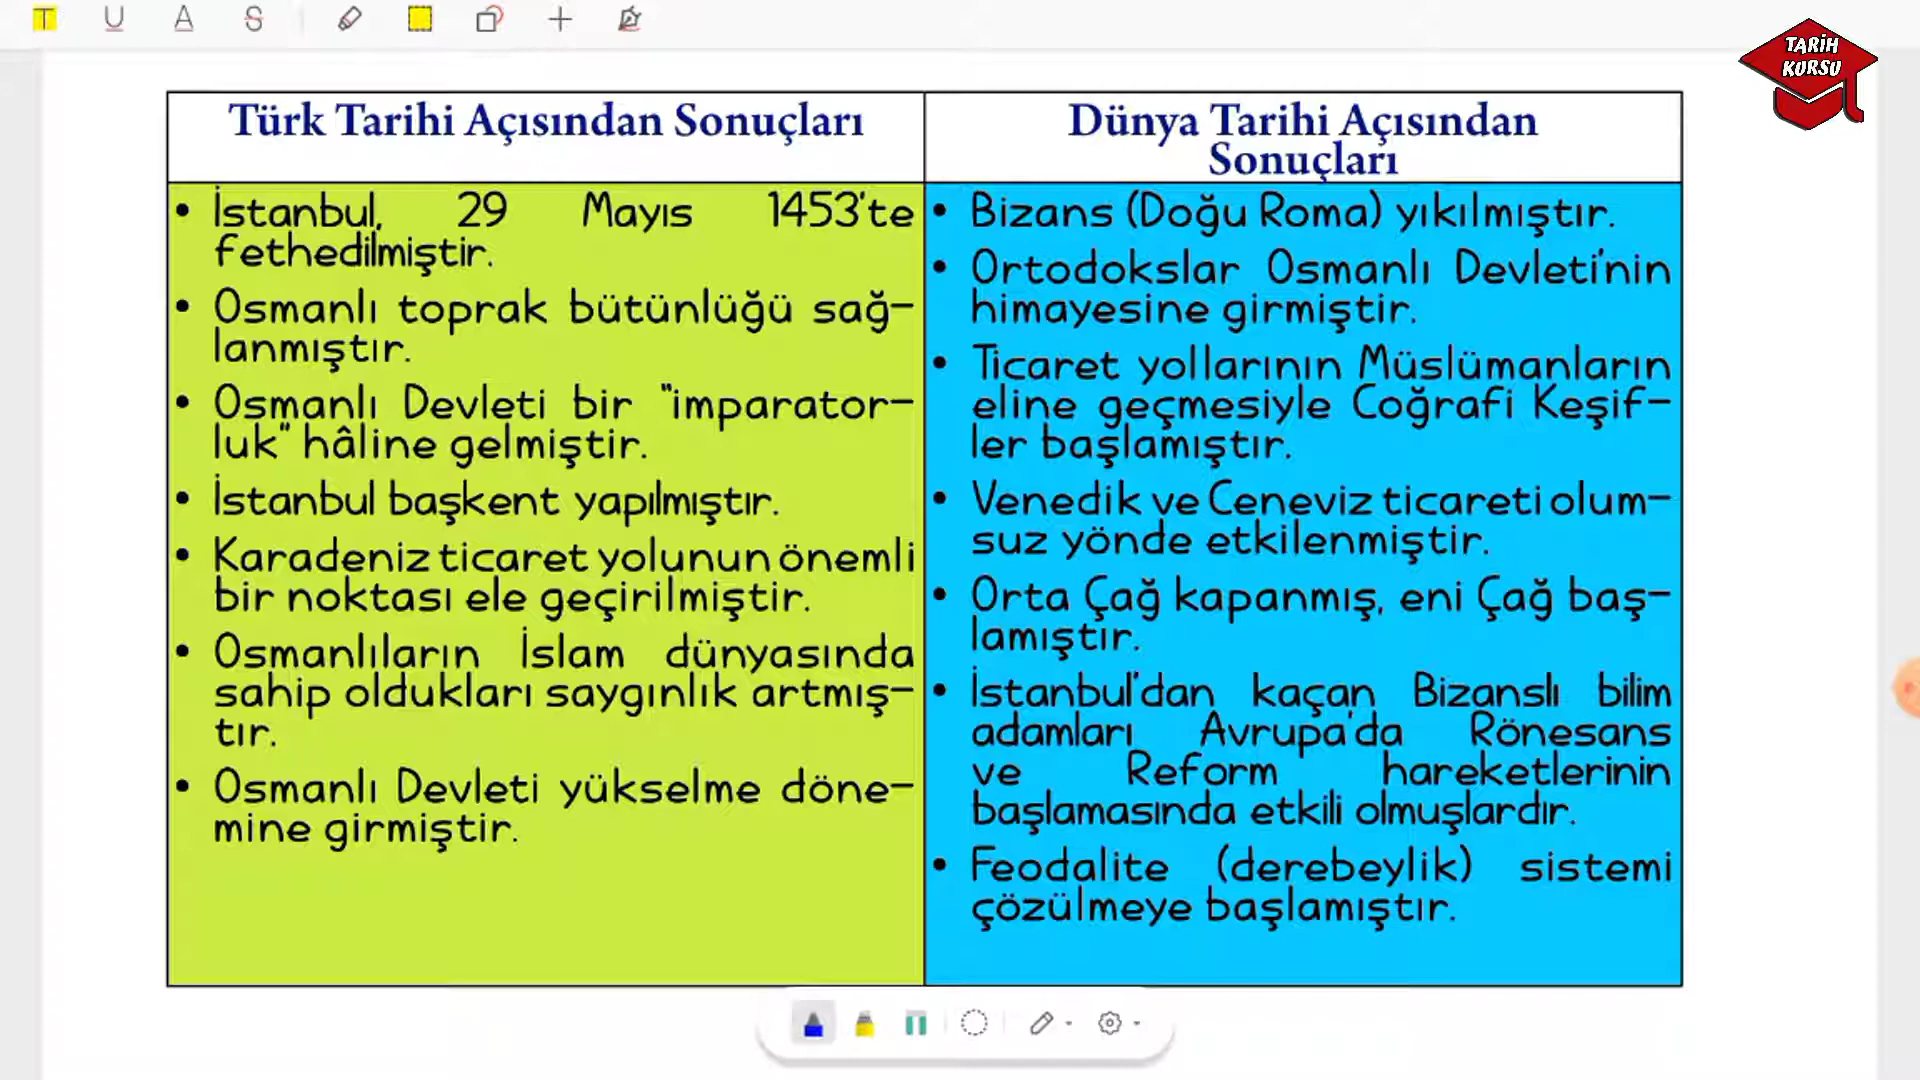 TARİH
KURSU
Türk Tarihi Açısından Sonuçları
• İstanbul, 29 Mayıs 1453'te
fethedilmiştir.
• Osmanlı toprak bütünlüğü sağ-
lanmıştır.
• Osmanlı Devleti bir "imparator-
luk" hâline gelmiştir.
• İstanbul başkent yapılmıştır.
• Karadeniz ticaret yolunun önemli
bir noktası ele geçirilmiştir.
• Osmanlıların İslam dünyasında
sahip oldukları saygınlık artmış-
tır.
• Osmanlı Devleti yükselme döne-
mine girmiştir.
Dünya Tarihi Açısından
Sonuçları
• Bizans (Doğu Roma) yıkılmıştır.
• Ortodokslar Osmanlı Devleti'nin
himayesine girmiştir.
• Ticaret yollarının Müslümanların
eline geçmesiyle Coğrafi Keşif-
ler başlamıştır.
• Venedik ve Ceneviz ticareti olum-
suz yönde etkilenmiştir.
• Orta Çağ kapanmış, eni Çağ baş-
lamıştır.
• İstanbul'dan kaçan Bizanslı bilim
adamları Avrupa'da Rönesans
ve Reform hareketlerinin
başlamasında etkili olmuşlardır.
• Feodalite (derebeylik) sistemi
çözülmeye başlamıştır.